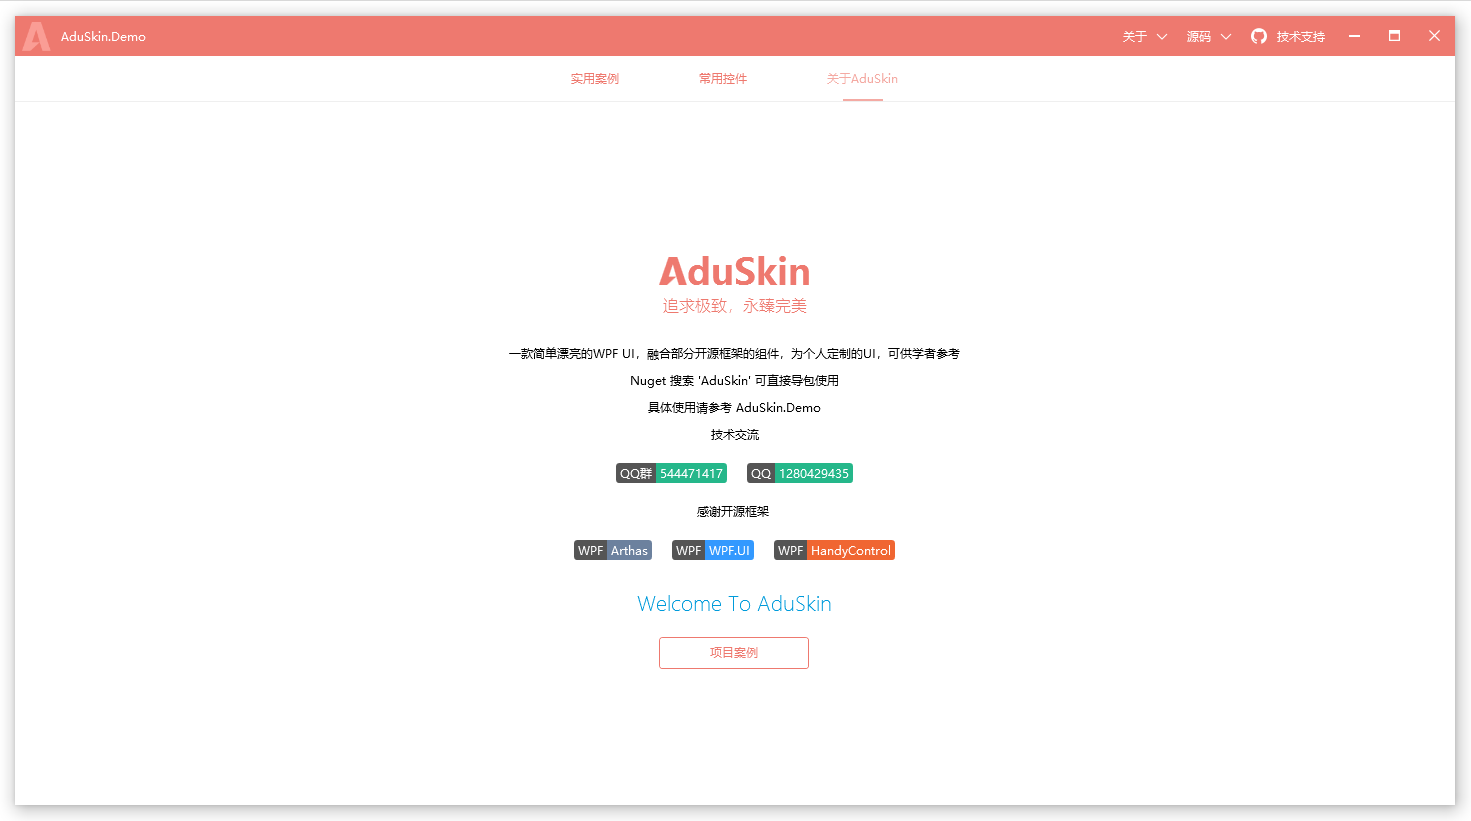 AduSkin.Demo 关于 源码 技术支持
实用案例 常用控件 关于AduSkin
AduSkin
追求极致，永臻完美
一款简单漂亮的WPF UI，融合部分开源框架的组件，为个人定制的UI，可供学者参考
Nuget 搜索 'AduSkin' 可直接导包使用
具体使用请参考 AduSkin.Demo
技术交流
QQ群 544471417 QQ 1280429435
感谢开源框架
WPF Arthas WPF WPF.UI WPF HandyControl
Welcome To AduSkin
项目案例